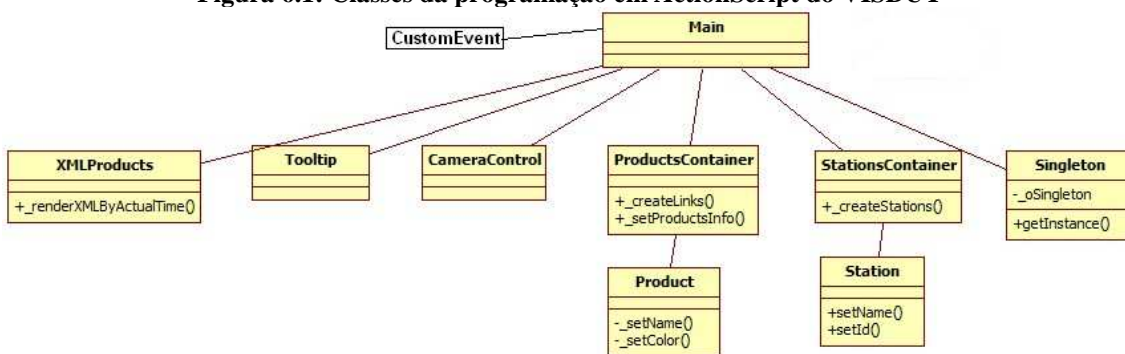 Figura 6.1: Classes da programação em ActionScript do VISDUT
CustomEvent
Main
XMLProducts
+_renderXMLByActualTime()
Tooltip
CameraControl
ProductsContainer
+_createLinks()
+_setProductsInfo()
StationsContainer
+_createStations()
Singleton
-_oSingleton
+getInstance()
Product
-_setName()
-_setColor()
Station
+setName()
+setId()